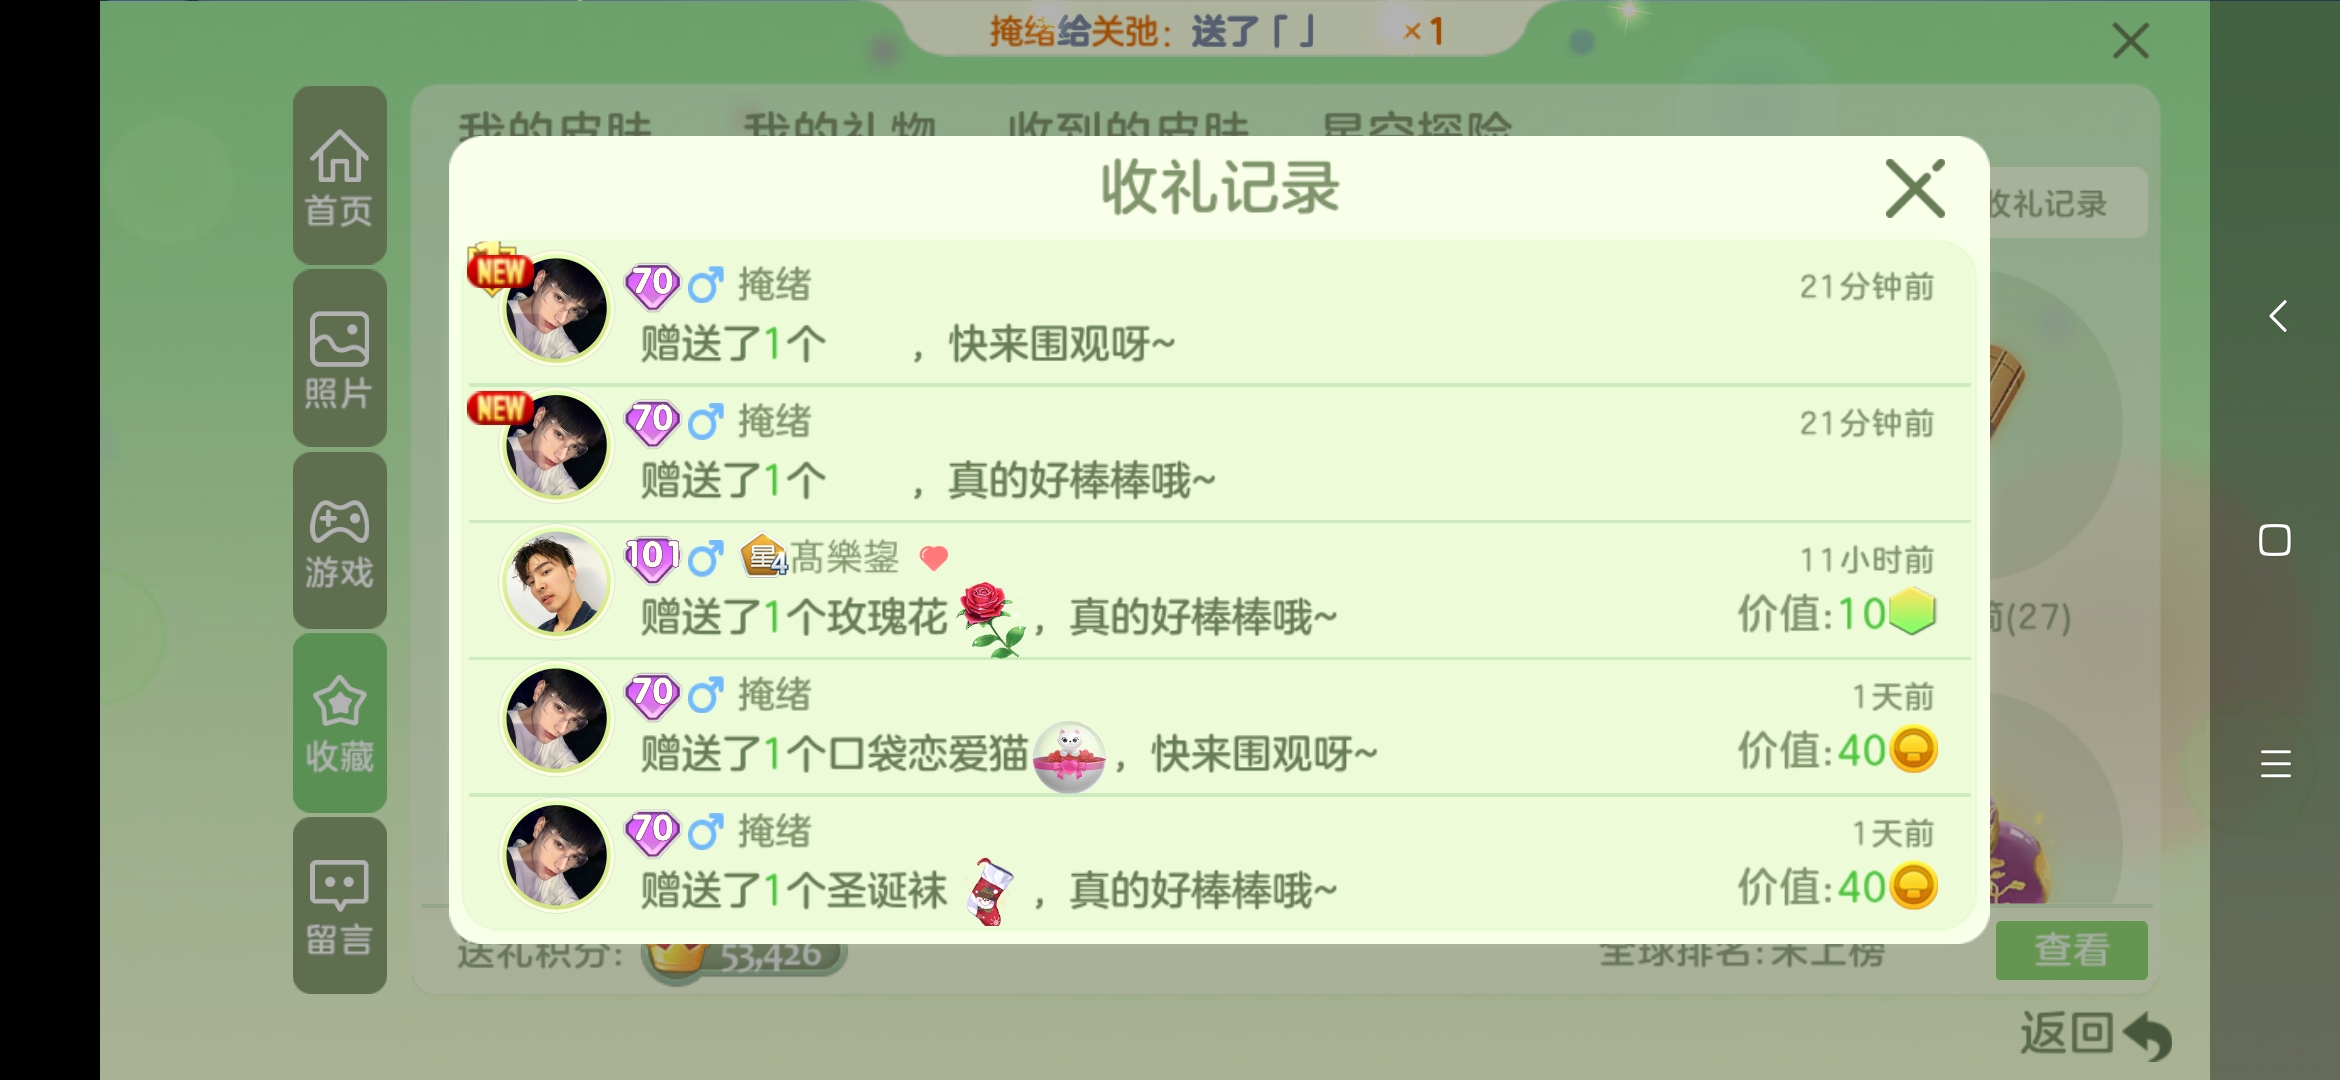 掩绪给关弛：送了「」 ×1
我的皮肤 我的礼物 收到的皮肤 星空探险
收礼记录
收礼记录
首页
照片
游戏
收藏
留言
NEW 70 掩绪 21分钟前
赠送了1个 ，快来围观呀~
NEW 70 掩绪 21分钟前
赠送了1个 ，真的好棒棒哦~
101 星4 髙樂鋆 11小时前
赠送了1个玫瑰花 ，真的好棒棒哦~ 价值:10
(27)
70 掩绪 1天前
赠送了1个口袋恋爱猫 ，快来围观呀~ 价值:40
70 掩绪 1天前
赠送了1个圣诞袜 ，真的好棒棒哦~ 价值:40
送礼积分: 53,426 全球排名:未上榜 查看
返回